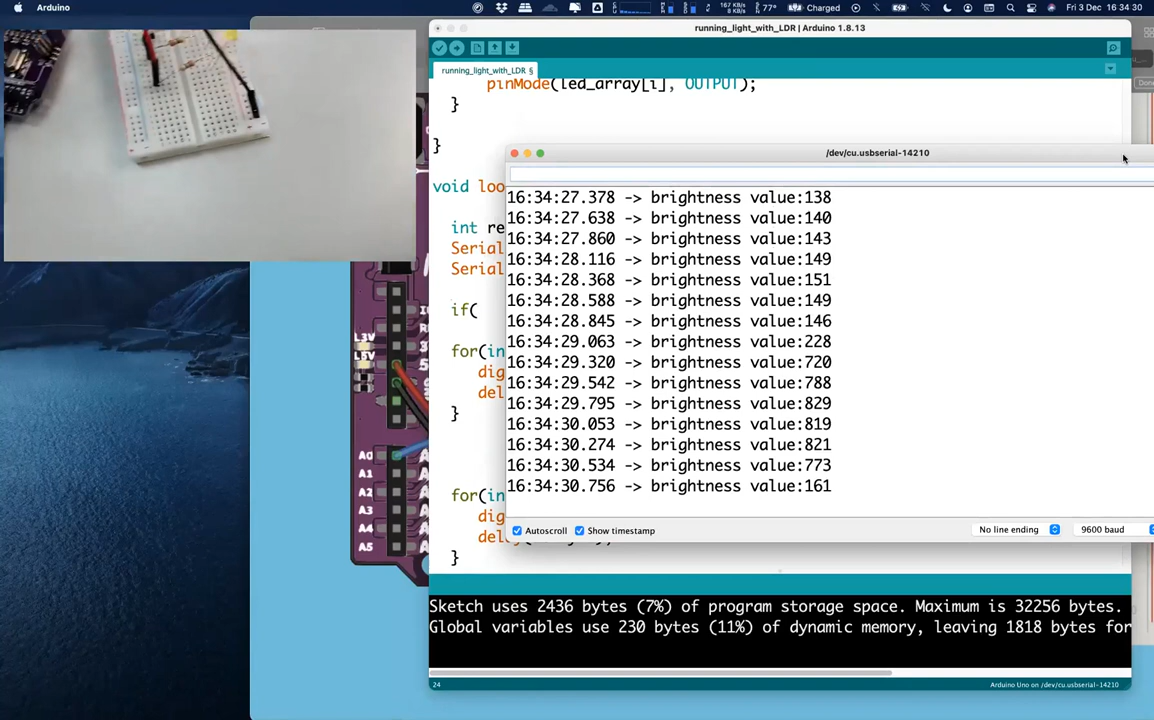 Arduino
167 KB/s
0 KB/s
77°
Charged
Fri 3 Dec 16 34 30
running_light_with_LDR | Arduino 1.8.13
running_light_with_LDR §
pinMode(led_array[i], OUTPUT);
}
}
void loo
int re
Serial
Serial
if(
for(in
dig
del
}
for(in
dig
}
/dev/cu.usbserial-14210
16:34:27.378 -> brightness value:138
16:34:27.638 -> brightness value:140
16:34:27.860 -> brightness value:143
16:34:28.116 -> brightness value:149
16:34:28.368 -> brightness value:151
16:34:28.588 -> brightness value:149
16:34:28.845 -> brightness value:146
16:34:29.063 -> brightness value:228
16:34:29.320 -> brightness value:720
16:34:29.542 -> brightness value:788
16:34:29.795 -> brightness value:829
16:34:30.053 -> brightness value:819
16:34:30.274 -> brightness value:821
16:34:30.534 -> brightness value:773
16:34:30.756 -> brightness value:161
Autoscroll
Show timestamp
No line ending
9600 baud
L5V
A0
A1
A2
A3
A4
A5
Sketch uses 2436 bytes (7%) of program storage space. Maximum is 32256 bytes.
Global variables use 230 bytes (11%) of dynamic memory, leaving 1818 bytes for
24
Arduino Uno on /dev/cu.usbserial-14210